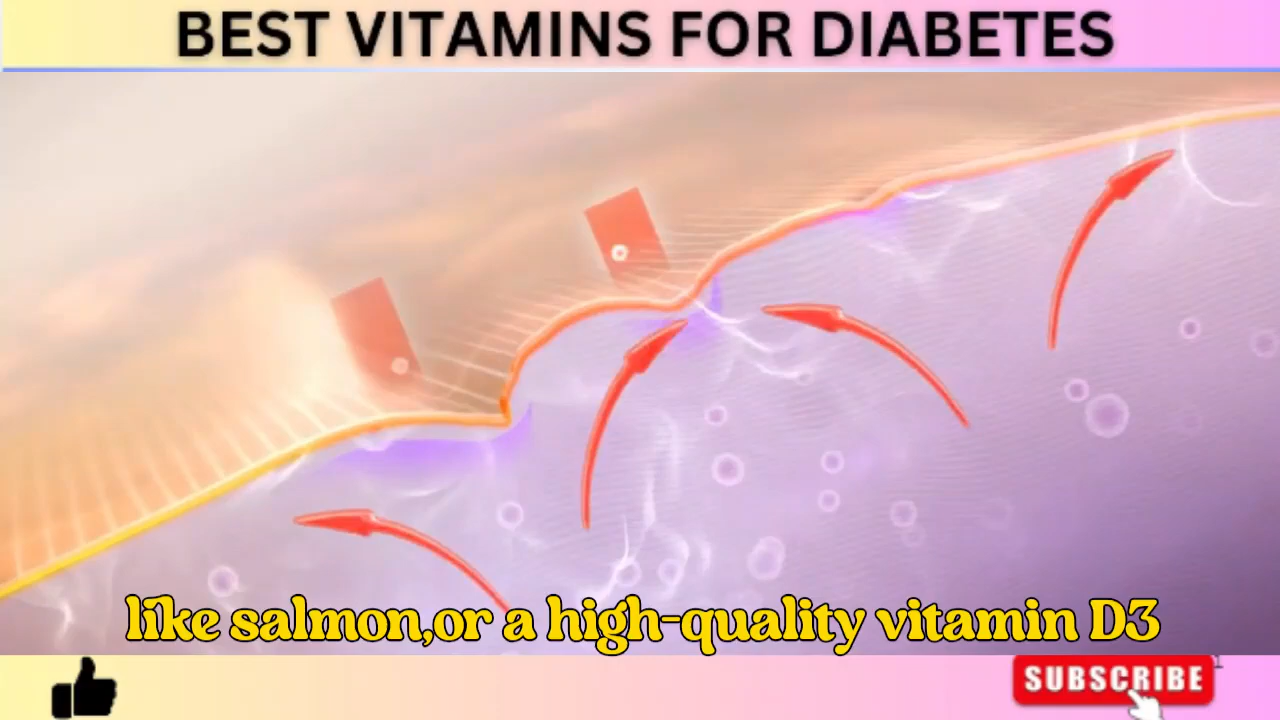 BEST VITAMINS FOR DIABETES
like salmon,or a high-quality vitamin D3
SUBSCRIBE